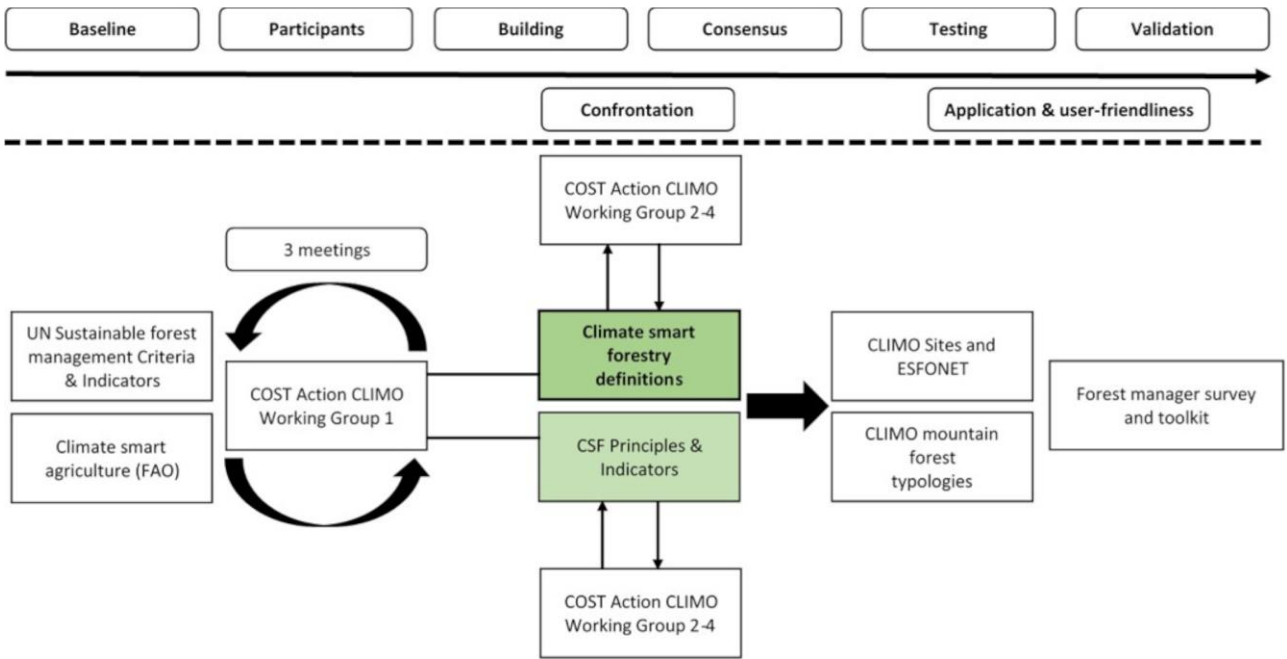 Baseline
Participants
Building
Consensus
Testing
Validation
Confrontation
Application & user-friendliness
COST Action CLIMO
Working Group 2-4
3 meetings
UN Sustainable forest
management Criteria
& Indicators
Climate smart
agriculture (FAO)
COST Action CLIMO
Working Group 1
Climate smart
forestry
definitions
CSF Principles &
Indicators
CLIMO Sites and
ESFONET
CLIMO mountain
forest
typologies
Forest manager survey
and toolkit
COST Action CLIMO
Working Group 2-4